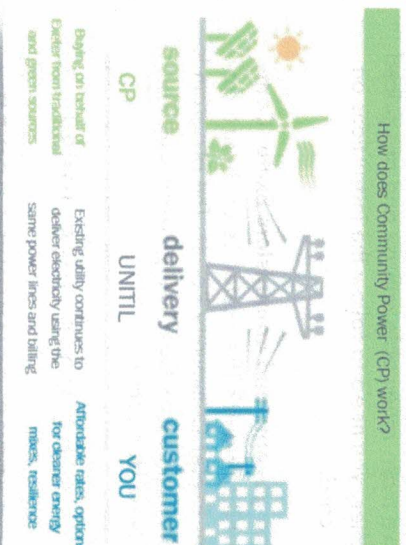 How does Community Power (CP) work?
source
CP
Buying on behalf of
Exeter from traditional
and green sources
delivery
UNITIL
Existing utility continues to
deliver electricity using the
same power lines and billing
customer
YOU
Affordable rates, option
for cleaner energy
mixes, resilience